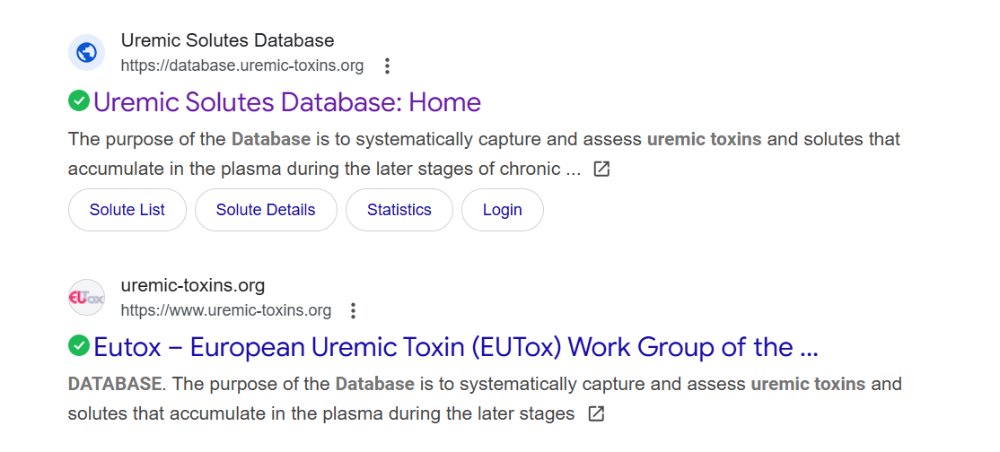 Uremic Solutes Database
https://database.uremic-toxins.org
Uremic Solutes Database: Home
The purpose of the Database is to systematically capture and assess uremic toxins and solutes that
accumulate in the plasma during the later stages of chronic ...
Solute List
Solute Details
Statistics
Login
EUTox
uremic-toxins.org
https://www.uremic-toxins.org
Eutox – European Uremic Toxin (EUTox) Work Group of the ...
DATABASE. The purpose of the Database is to systematically capture and assess uremic toxins and
solutes that accumulate in the plasma during the later stages